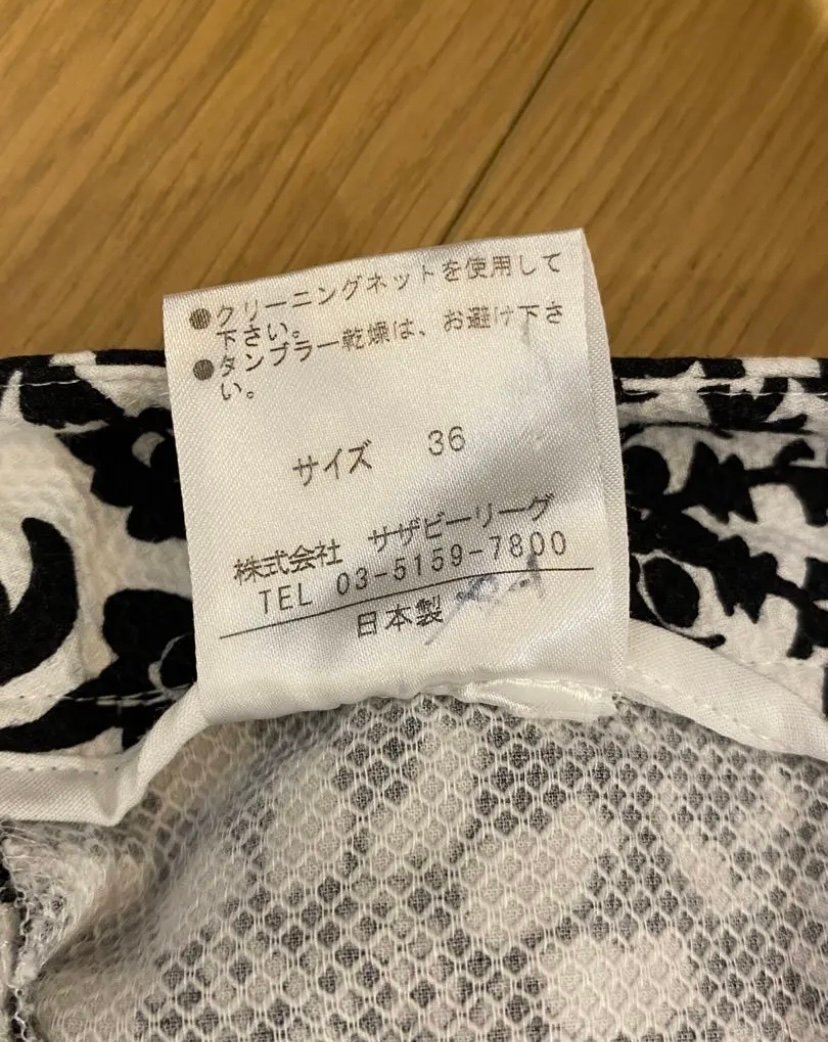 ●クリーニングネットを使用して
下さい。
●タンブラー乾燥は、お避け下さ
い。
サイズ 36
株式会社 サザビーリーグ
TEL 03-5159-7800
日本製